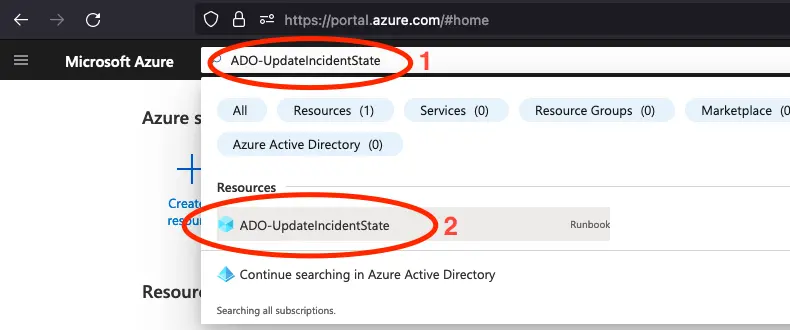 https://portal.azure.com/#home
Microsoft Azure
ADO-UpdateIncidentState
1
All
Resources (1)
Services (0)
Resource Groups (0)
Marketplace (0
Azure Active Directory (0)
Azure s
Resources
Create
resou
ADO-UpdateIncidentState
2
Runbook
Continue searching in Azure Active Directory
Resour
Searching all subscriptions.